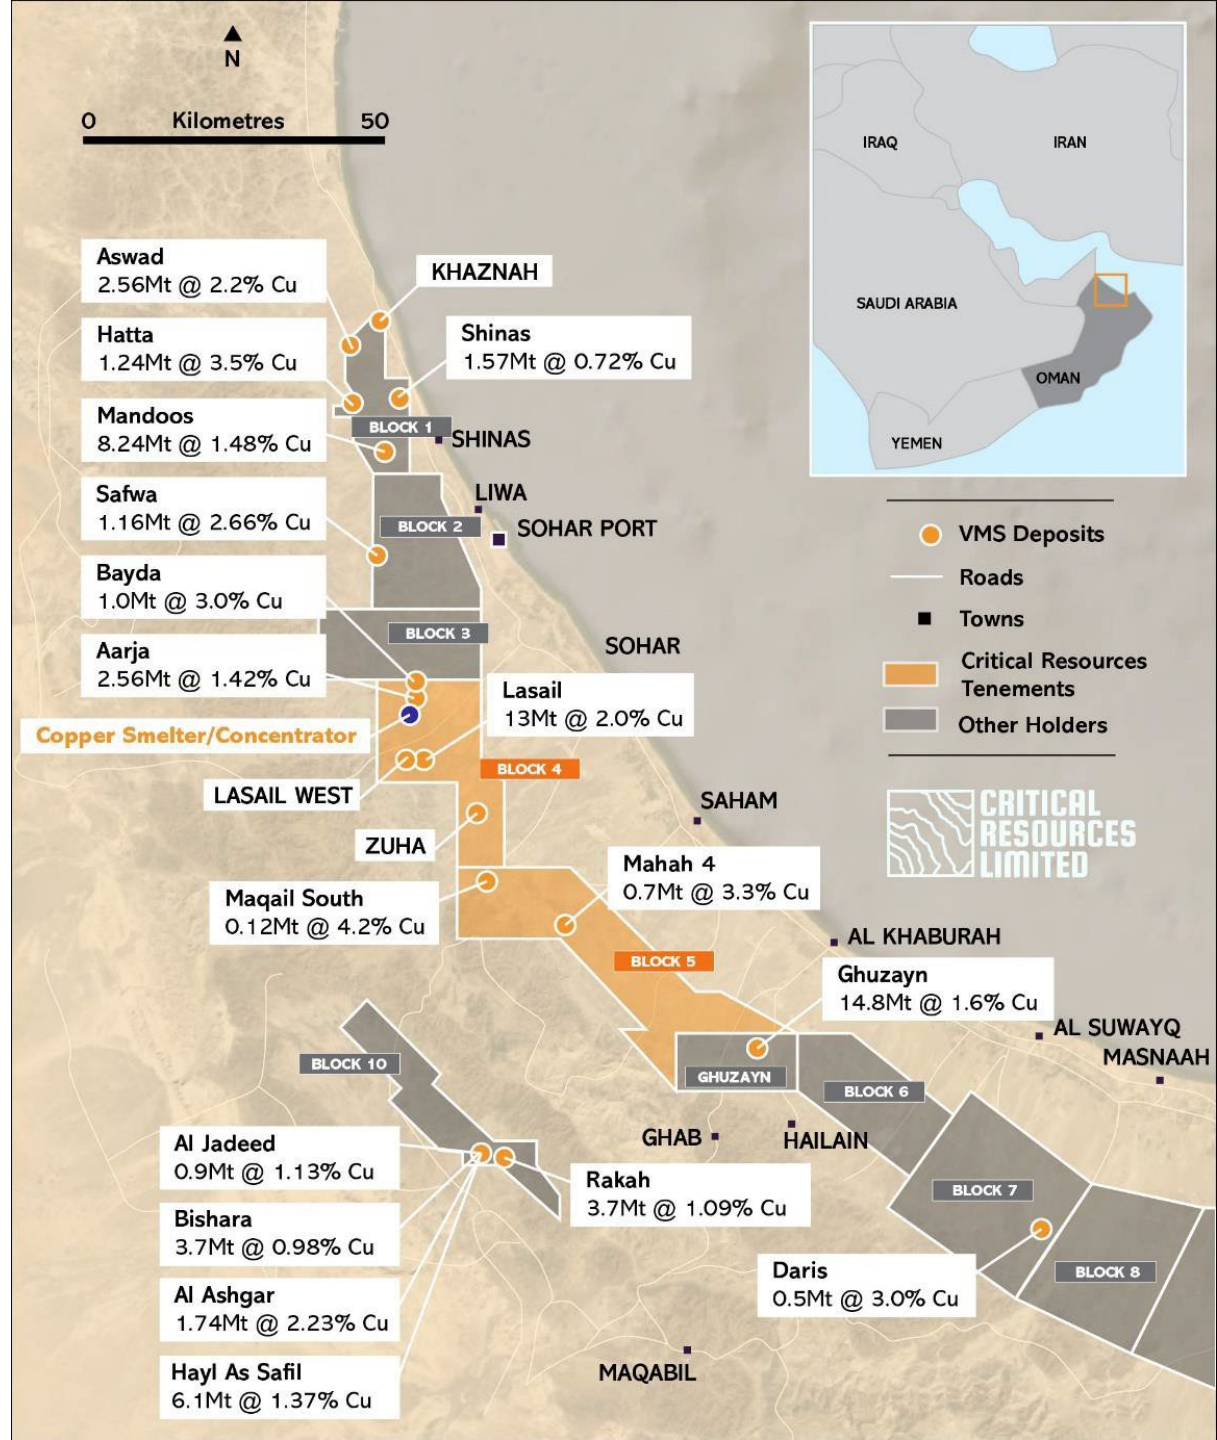 N
0 Kilometres 50
Aswad
2.56Mt @ 2.2% Cu
KHAZNAH
Hatta
1.24Mt @ 3.5% Cu
Shinas
1.57Mt @ 0.72% Cu
Mandoos
8.24Mt @ 1.48% Cu
BLOCK 1
SHINAS
Safwa
1.16Mt @ 2.66% Cu
LIWA
BLOCK 2
SOHAR PORT
Bayda
1.0Mt @ 3.0% Cu
BLOCK 3
SOHAR
Aarja
2.56Mt @ 1.42% Cu
Lasail
13Mt @ 2.0% Cu
Copper Smelter/Concentrator
BLOCK 4
LASAIL WEST
SAHAM
ZUHA
Mahah 4
0.7Mt @ 3.3% Cu
Maqail South
0.12Mt @ 4.2% Cu
AL KHABURAH
BLOCK 5
Ghuzayn
14.8Mt @ 1.6% Cu
AL SUWAYQ
MASNAAH
BLOCK 10
GHUZAYN
BLOCK 6
GHAB
HAILAIN
Al Jadeed
0.9Mt @ 1.13% Cu
Rakah
3.7Mt @ 1.09% Cu
BLOCK 7
Bishara
3.7Mt @ 0.98% Cu
Daris
0.5Mt @ 3.0% Cu
BLOCK 8
Al Ashgar
1.74Mt @ 2.23% Cu
Hayl As Safil
6.1Mt @ 1.37% Cu
MAQABIL
IRAQ
IRAN
SAUDI ARABIA
OMAN
YEMEN
VMS Deposits
Roads
Towns
Critical Resources
Tenements
Other Holders
CRITICAL
RESOURCES
LIMITED